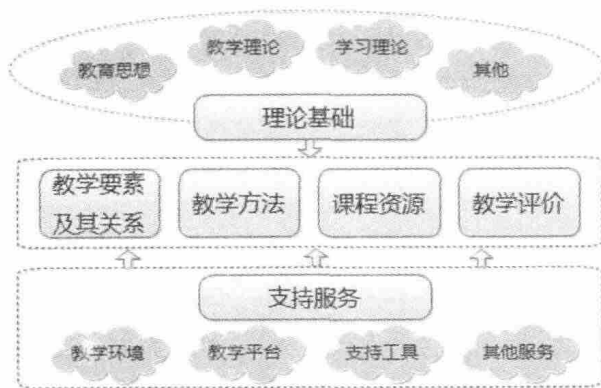 教育思想
教学理论
学习理论
其他
理论基础
教学要素
及其关系
教学方法
课程资源
教学评价
支持服务
教学环境
教学平台
支持工具
其他服务